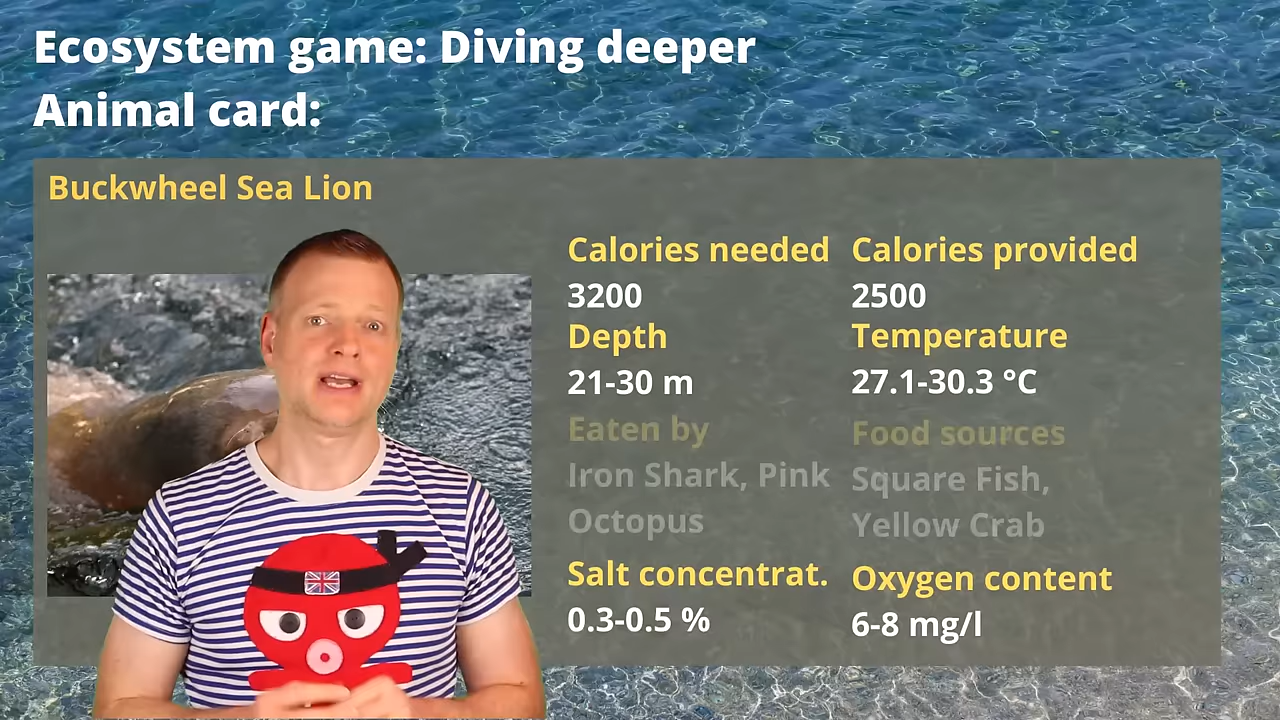 Ecosystem game: Diving deeper
Animal card:
Buckwheel Sea Lion
Calories needed
3200
Calories provided
2500
Depth
21-30 m
Temperature
27.1-30.3 °C
Eaten by
Iron Shark, Pink
Octopus
Food sources
Square Fish,
Yellow Crab
Salt concentrat.
0.3-0.5 %
Oxygen content
6-8 mg/l